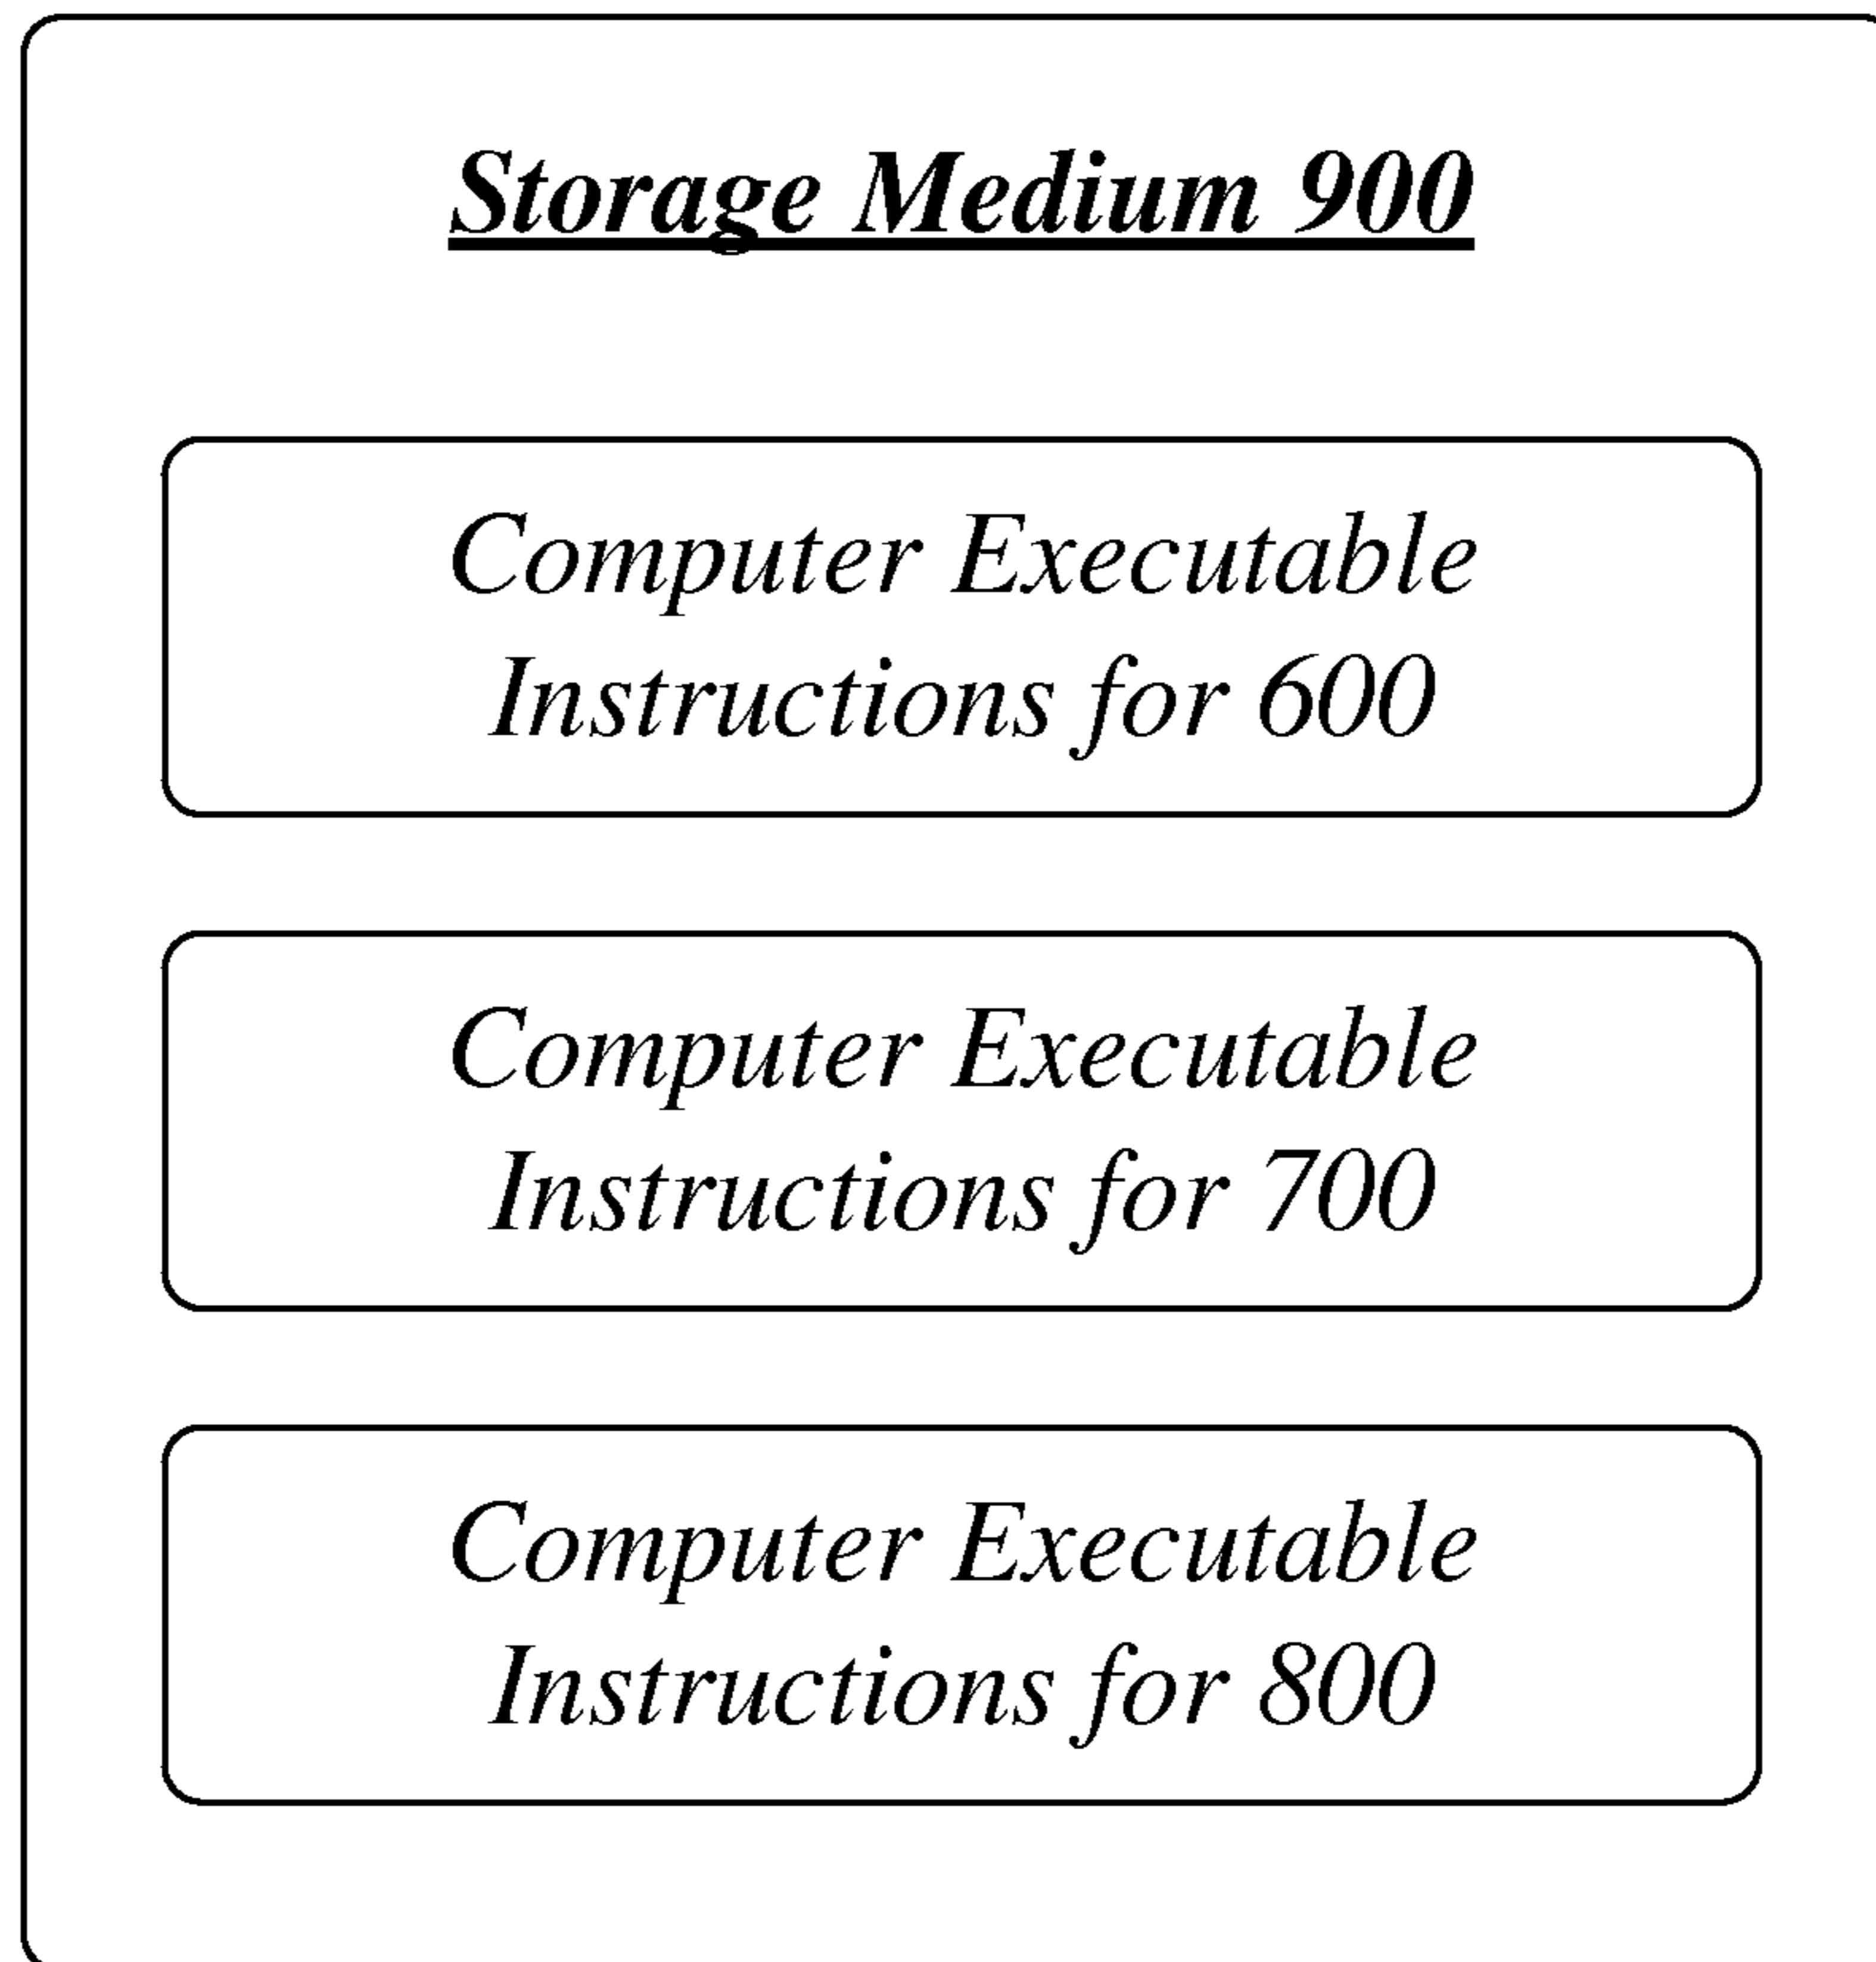 Storage Medium 900
Computer Executable
Instructions for 600
Computer Executable
Instructions for 700
Computer Executable
Instructions for 800